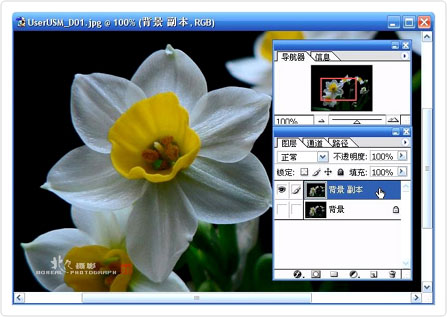 UserUSM_D01.jpg @ 100% (背景 副本, RGB)
导航器 信息
100%
图层 通道 路径
正常 不透明度: 100%
锁定: 填充: 100%
背景 副本
背景
摄影
BOREAL-PHOTOGRAPH